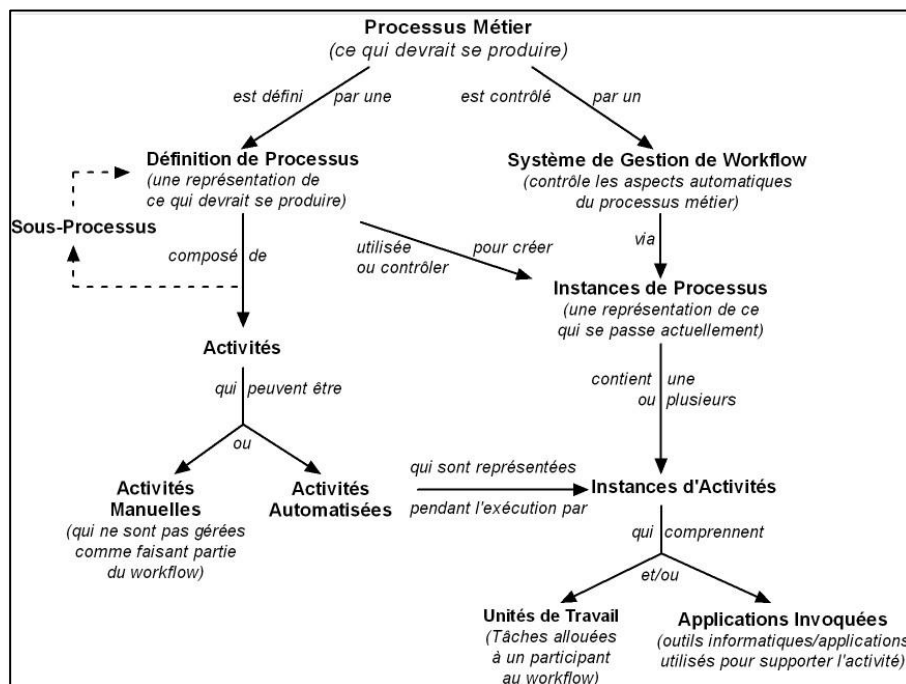 Processus Métier
(ce qui devrait se produire)
est défini par une
est contrôlé par un
Définition de Processus
(une représentation de
ce qui devrait se produire)
Système de Gestion de Workflow
(contrôle les aspects automatiques
du processus métier)
Sous-Processus
composé de
utilisée pour créer
ou contrôler
via
Instances de Processus
(une représentation de ce
qui se passe actuellement)
Activités
qui peuvent être
ou
contient une
ou plusieurs
Activités
Manuelles
(qui ne sont pas gérées
comme faisant partie
du workflow)
Activités
Automatisées
qui sont représentées
pendant l'exécution par
Instances d'Activités
qui comprennent
et/ou
Unités de Travail
(Tâches allouées
à un participant
au workflow)
Applications Invoquées
(outils informatiques/applications
utilisés pour supporter l'activité)